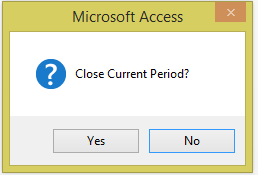 Microsoft Access
Close Current Period?
Yes
No